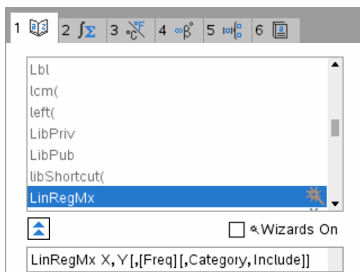 1 2 ∫Σ 3 °C/°F 4 ∞β° 5 6
Lbl
lcm(
left(
LibPriv
LibPub
libShortcut(
LinRegMx
Wizards On
LinRegMx X,Y[,[Freq][,Category,Include]]